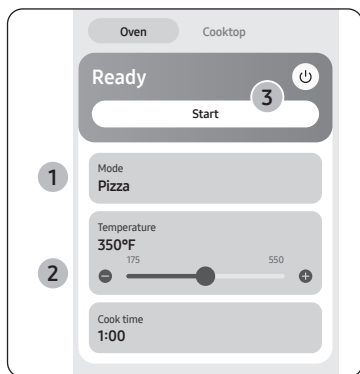 Oven Cooktop
Ready
3
Start
1
Mode
Pizza
Temperature
350°F
175 550
2
Cook time
1:00